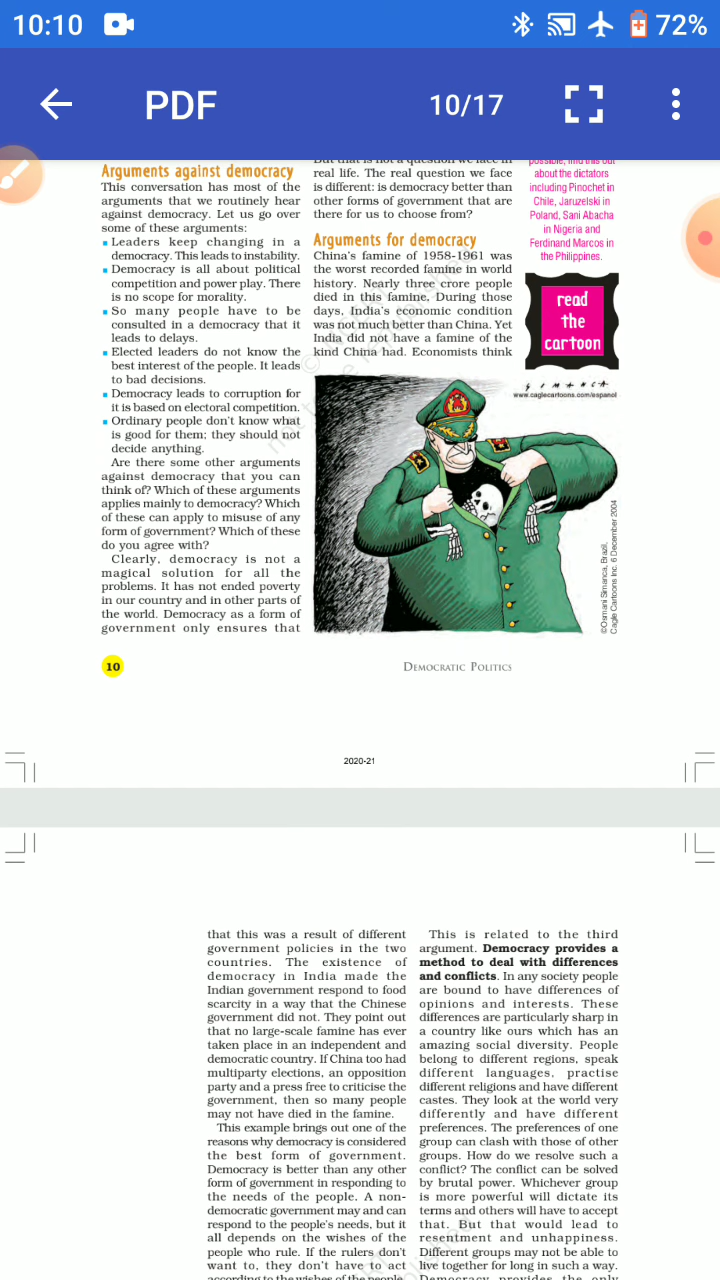 10:10
72%
PDF
10/17
Arguments against democracy
This conversation has most of the
arguments that we routinely hear
against democracy. Let us go over
some of these arguments:
Leaders keep changing in a
democracy. This leads to instability.
Democracy is all about political
competition and power play. There
is no scope for morality.
So many people have to be
consulted in a democracy that it
leads to delays.
Elected leaders do not know the
best interest of the people. It leads
to bad decisions.
Democracy leads to corruption for
it is based on electoral competition.
Ordinary people don't know what
is good for them; they should not
decide anything.
Are there some other arguments
against democracy that you can
think of? Which of these arguments
applies mainly to democracy? Which
of these can apply to misuse of any
form of government? Which of these
do you agree with?
Clearly, democracy is not a
magical solution for all the
problems. It has not ended poverty
in our country and in other parts of
the world. Democracy as a form of
government only ensures that
But that is not a question we face in
real life. The real question we face
is different: is democracy better than
other forms of government that are
there for us to choose from?
Arguments for democracy
China's famine of 1958-1961 was
the worst recorded famine in world
history. Nearly three crore people
died in this famine. During those
days, India's economic condition
was not much better than China. Yet
India did not have a famine of the
kind China had. Economists think
possible, find this out
about the dictators
including Pinochet in
Chile, Jaruzelski in
Poland, Sani Abacha
in Nigeria and
Ferdinand Marcos in
the Philippines.
read
the
cartoon
SIMANCA
www.caglecartoons.com/espanol
©Osmani Simanca, Brazil,
Cagle Cartoons Inc. 6 December 2004
10
DEMOCRATIC POLITICS
2020-21
that this was a result of different
government policies in the two
countries. The existence of
democracy in India made the
Indian government respond to food
scarcity in a way that the Chinese
government did not. They point out
that no large-scale famine has ever
taken place in an independent and
democratic country. If China too had
multiparty elections, an opposition
party and a press free to criticise the
government, then so many people
may not have died in the famine.
This example brings out one of the
reasons why democracy is considered
the best form of government.
Democracy is better than any other
form of government in responding to
the needs of the people. A non-
democratic government may and can
respond to the people's needs, but it
all depends on the wishes of the
people who rule. If the rulers don't
want to, they don't have to act
according to the wishes of the people.
This is related to the third
argument. Democracy provides a
method to deal with differences
and conflicts. In any society people
are bound to have differences of
opinions and interests. These
differences are particularly sharp in
a country like ours which has an
amazing social diversity. People
belong to different regions, speak
different languages, practise
different religions and have different
castes. They look at the world very
differently and have different
preferences. The preferences of one
group can clash with those of other
groups. How do we resolve such a
conflict? The conflict can be solved
by brutal power. Whichever group
is more powerful will dictate its
terms and others will have to accept
that. But that would lead to
resentment and unhappiness.
Different groups may not be able to
live together for long in such a way.
Democracy provides the only